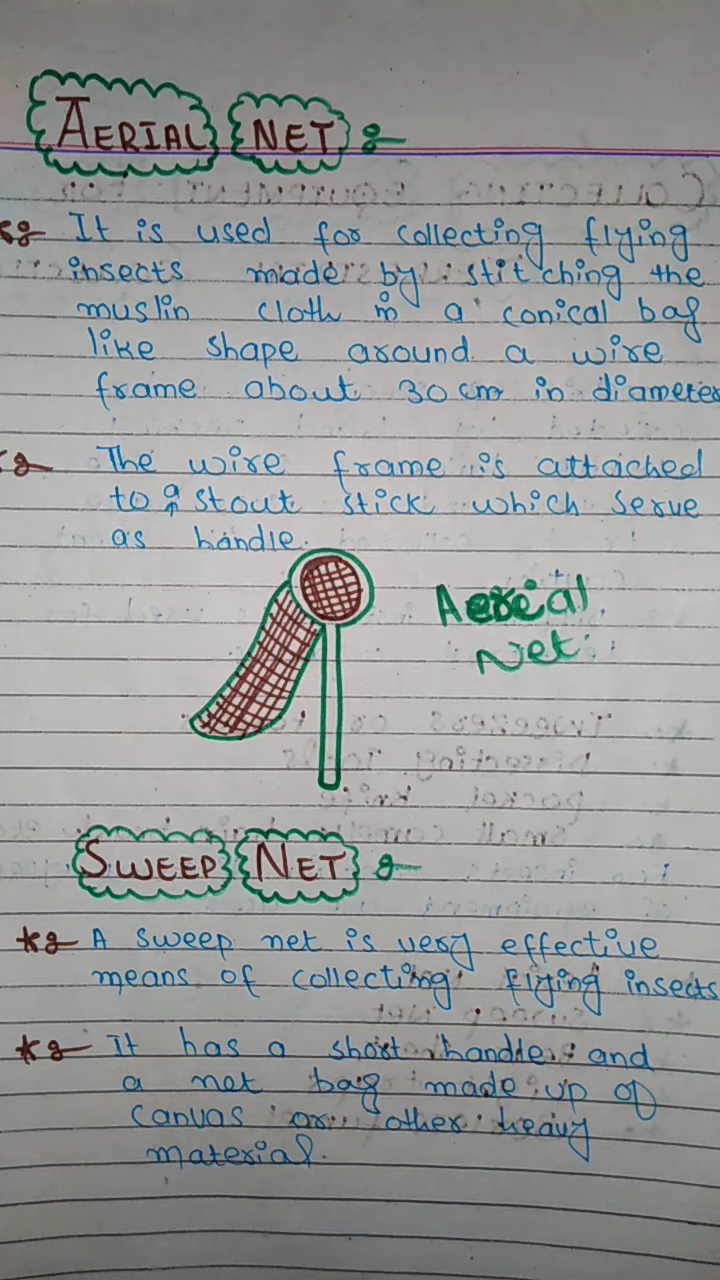 AERIAL NET :-
*:- It is used for collecting flying
insects made by stitching the
muslin cloth in a conical bag
like shape around a wire
frame about 30 cm in diameter
*:- The wire frame is attached
to a stout stick which serve
as handle.
Aereal
Net.
SWEEP NET :-
*:- A sweep net is very effective
means of collecting flying insects
*:- It has a short handle and
a net bag made up of
canvas or other heavy
material.